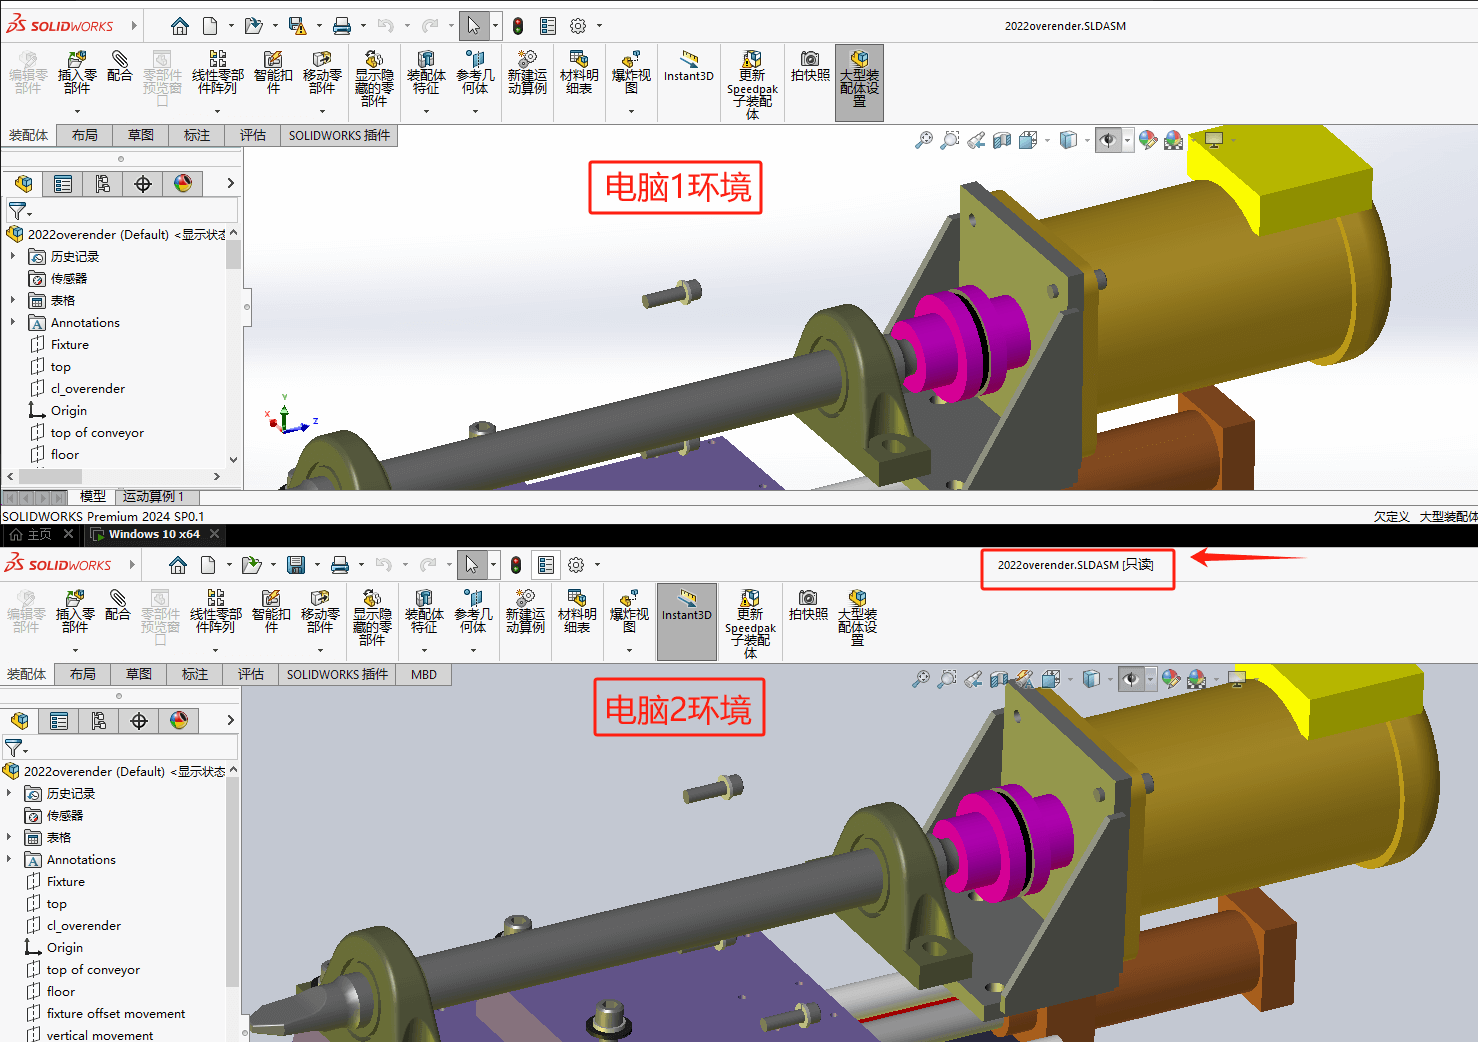 SOLIDWORKS
2022overender.SLDASM
编辑零部件
插入零部件
配合
零部件预览窗口
线性零部件阵列
智能扣件
移动零部件
显示隐藏的零部件
装配体特征
参考几何体
新建运动算例
材料明细表
爆炸视图
Instant3D
更新Speedpak子装配体
拍快照
大型装配体设置
装配体 布局 草图 标注 评估 SOLIDWORKS 插件
电脑1环境
2022overender (Default) <显示状态
历史记录
传感器
表格
Annotations
Fixture
top
cl_overender
Origin
top of conveyor
floor
Y
X
Z
模型 运动算例 1
SOLIDWORKS Premium 2024 SP0.1
欠定义 大型装配体
主页 Windows 10 x64
SOLIDWORKS
2022overender.SLDASM [只读]
编辑零部件
插入零部件
配合
零部件预览窗口
线性零部件阵列
智能扣件
移动零部件
显示隐藏的零部件
装配体特征
参考几何体
新建运动算例
材料明细表
爆炸视图
Instant3D
更新Speedpak子装配体
拍快照
大型装配体设置
装配体 布局 草图 标注 评估 SOLIDWORKS 插件 MBD
电脑2环境
2022overender (Default) <显示状态
历史记录
传感器
表格
Annotations
Fixture
top
cl_overender
Origin
top of conveyor
floor
fixture offset movement
vertical movement